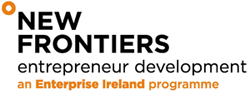 NEW
FRONTIERS
entrepreneur development
an Enterprise Ireland programme